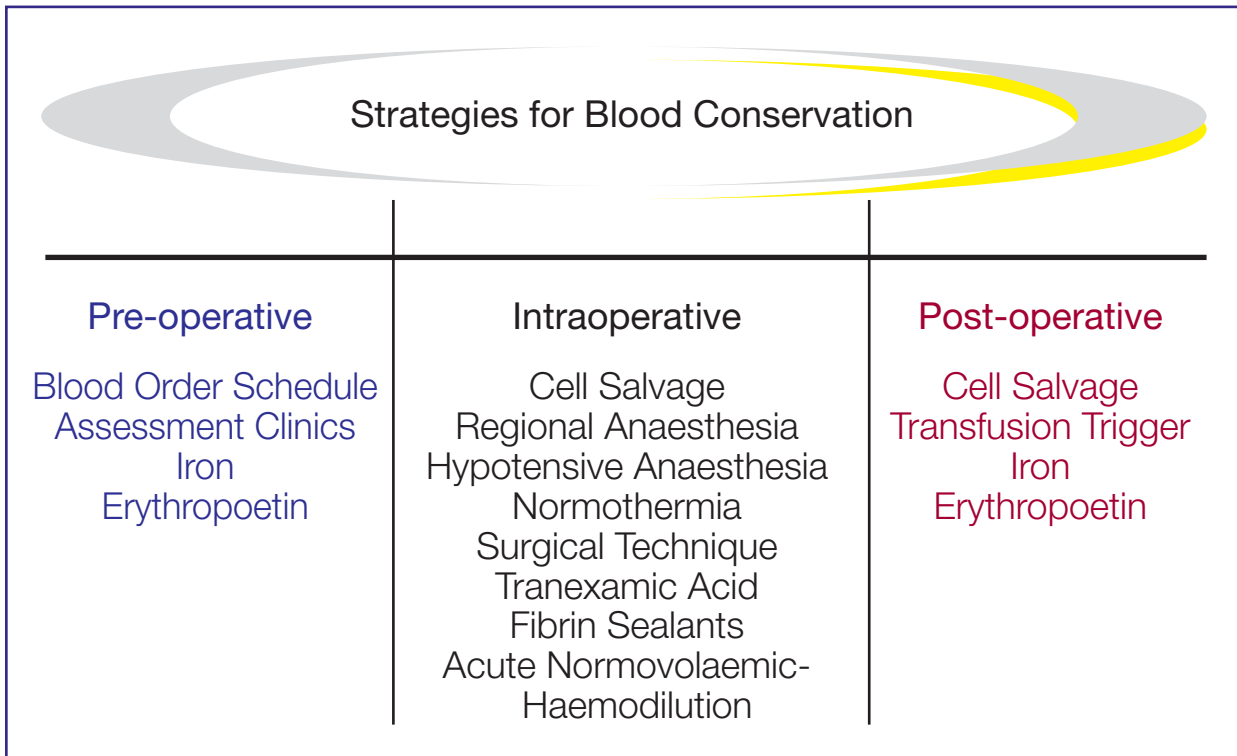 Strategies for Blood Conservation
Pre-operative
Blood Order Schedule
Assessment Clinics
Iron
Erythropoetin
Intraoperative
Cell Salvage
Regional Anaesthesia
Hypotensive Anaesthesia
Normothermia
Surgical Technique
Tranexamic Acid
Fibrin Sealants
Acute Normovolaemic-
Haemodilution
Post-operative
Cell Salvage
Transfusion Trigger
Iron
Erythropoetin